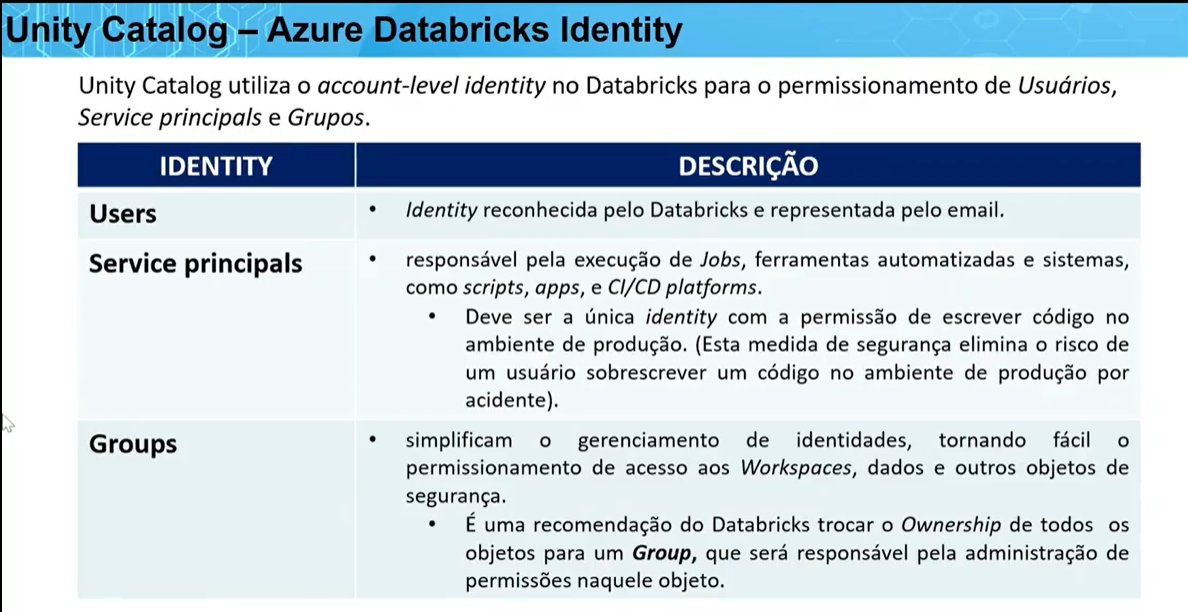 Unity Catalog – Azure Databricks Identity
Unity Catalog utiliza o account-level identity no Databricks para o permissionamento de Usuários,
Service principals e Grupos.
IDENTITY
DESCRIÇÃO
Users
• Identity reconhecida pelo Databricks e representada pelo email.
Service principals
• responsável pela execução de Jobs, ferramentas automatizadas e sistemas,
como scripts, apps, e CI/CD platforms.
• Deve ser a única identity com a permissão de escrever código no
ambiente de produção. (Esta medida de segurança elimina o risco de
um usuário sobrescrever um código no ambiente de produção por
acidente).
Groups
• simplificam o gerenciamento de identidades, tornando fácil o
permissionamento de acesso aos Workspaces, dados e outros objetos de
segurança.
• É uma recomendação do Databricks trocar o Ownership de todos os
objetos para um Group, que será responsável pela administração de
permissões naquele objeto.